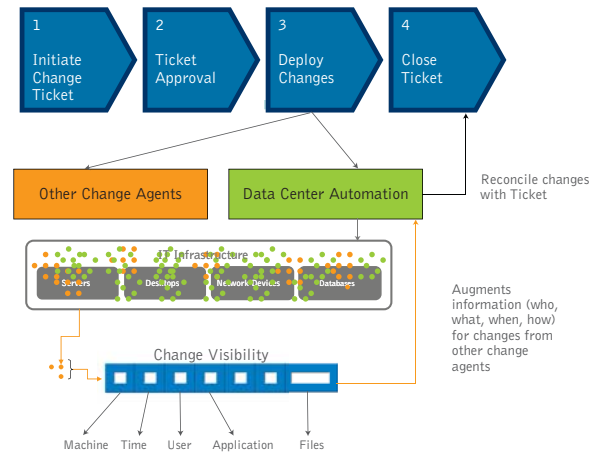 1
Initiate
Change
Ticket
2
Ticket
Approval
3
Deploy
Changes
4
Close
Ticket
Other Change Agents
Data Center Automation
Reconcile changes
with Ticket
IT Infrastructure
Servers
Desktops
Network Devices
Databases
Augments
information (who,
what, when, how)
for changes from
other change
agents
Change Visibility
Machine
Time
User
Application
Files